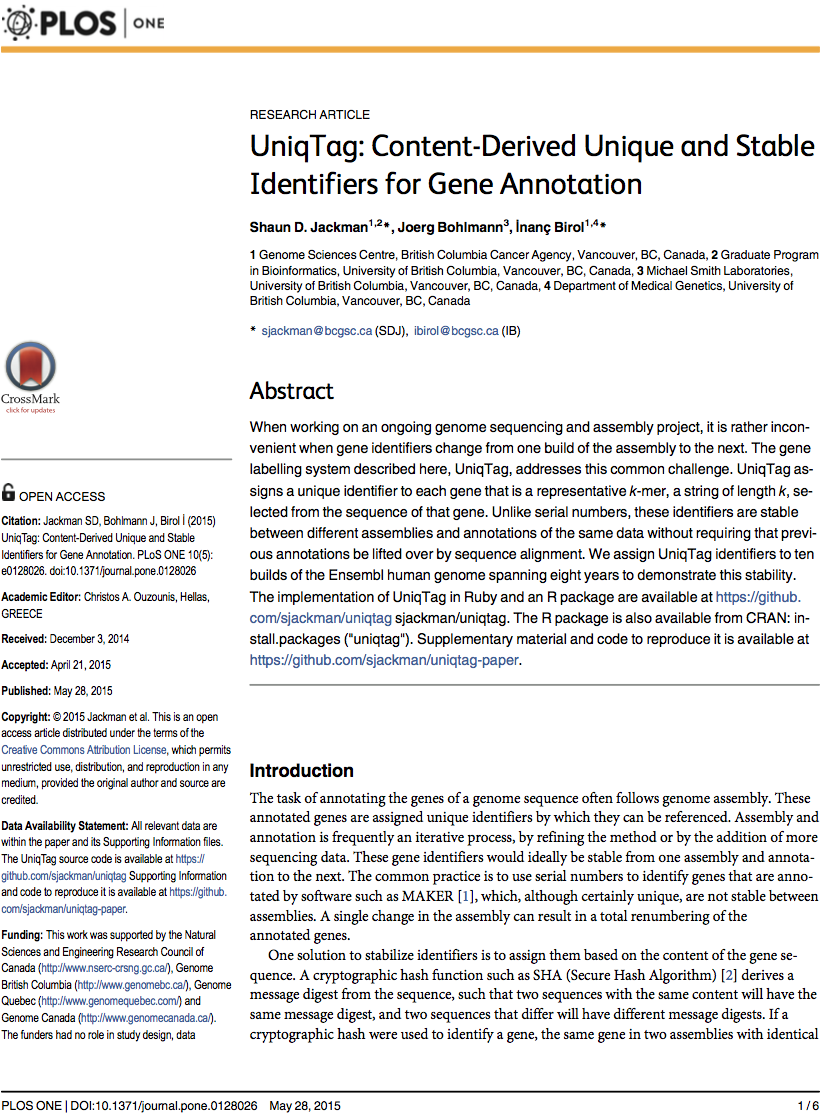 PLOS | ONE
RESEARCH ARTICLE
UniqTag: Content-Derived Unique and Stable
Identifiers for Gene Annotation
Shaun D. Jackman1,2*, Joerg Bohlmann3, İnanç Birol1,4*
1 Genome Sciences Centre, British Columbia Cancer Agency, Vancouver, BC, Canada, 2 Graduate Program
in Bioinformatics, University of British Columbia, Vancouver, BC, Canada, 3 Michael Smith Laboratories,
University of British Columbia, Vancouver, BC, Canada, 4 Department of Medical Genetics, University of
British Columbia, Vancouver, BC, Canada
* sjackman@bcgsc.ca (SDJ), ibirol@bcgsc.ca (IB)
Abstract
When working on an ongoing genome sequencing and assembly project, it is rather incon-
venient when gene identifiers change from one build of the assembly to the next. The gene
labelling system described here, UniqTag, addresses this common challenge. UniqTag as-
signs a unique identifier to each gene that is a representative k-mer, a string of length k, se-
lected from the sequence of that gene. Unlike serial numbers, these identifiers are stable
between different assemblies and annotations of the same data without requiring that previ-
ous annotations be lifted over by sequence alignment. We assign UniqTag identifiers to ten
builds of the Ensembl human genome spanning eight years to demonstrate this stability.
The implementation of UniqTag in Ruby and an R package are available at https://github.
com/sjackman/uniqtag sjackman/uniqtag. The R package is also available from CRAN: in-
stall.packages ("uniqtag"). Supplementary material and code to reproduce it is available at
https://github.com/sjackman/uniqtag-paper.
CrossMark
click for updates
OPEN ACCESS
Citation: Jackman SD, Bohlmann J, Birol İ (2015)
UniqTag: Content-Derived Unique and Stable
Identifiers for Gene Annotation. PLoS ONE 10(5):
e0128026. doi:10.1371/journal.pone.0128026
Academic Editor: Christos A. Ouzounis, Hellas,
GREECE
Received: December 3, 2014
Accepted: April 21, 2015
Published: May 28, 2015
Copyright: © 2015 Jackman et al. This is an open
access article distributed under the terms of the
Creative Commons Attribution License, which permits
unrestricted use, distribution, and reproduction in any
medium, provided the original author and source are
credited.
Data Availability Statement: All relevant data are
within the paper and its Supporting Information files.
The UniqTag source code is available at https://
github.com/sjackman/uniqtag Supporting Information
and code to reproduce it is available at https://github.
com/sjackman/uniqtag-paper.
Funding: This work was supported by the Natural
Sciences and Engineering Research Council of
Canada (http://www.nserc-crsng.gc.ca/), Genome
British Columbia (http://www.genomebc.ca/), Genome
Quebec (http://www.genomequebec.com/) and
Genome Canada (http://www.genomecanada.ca/).
The funders had no role in study design, data
Introduction
The task of annotating the genes of a genome sequence often follows genome assembly. These
annotated genes are assigned unique identifiers by which they can be referenced. Assembly and
annotation is frequently an iterative process, by refining the method or by the addition of more
sequencing data. These gene identifiers would ideally be stable from one assembly and annota-
tion to the next. The common practice is to use serial numbers to identify genes that are anno-
tated by software such as MAKER [1], which, although certainly unique, are not stable between
assemblies. A single change in the assembly can result in a total renumbering of the
annotated genes.
One solution to stabilize identifiers is to assign them based on the content of the gene se-
quence. A cryptographic hash function such as SHA (Secure Hash Algorithm) [2] derives a
message digest from the sequence, such that two sequences with the same content will have the
same message digest, and two sequences that differ will have different message digests. If a
cryptographic hash were used to identify a gene, the same gene in two assemblies with identical
PLOS ONE | DOI:10.1371/journal.pone.0128026 May 28, 2015
1 / 6